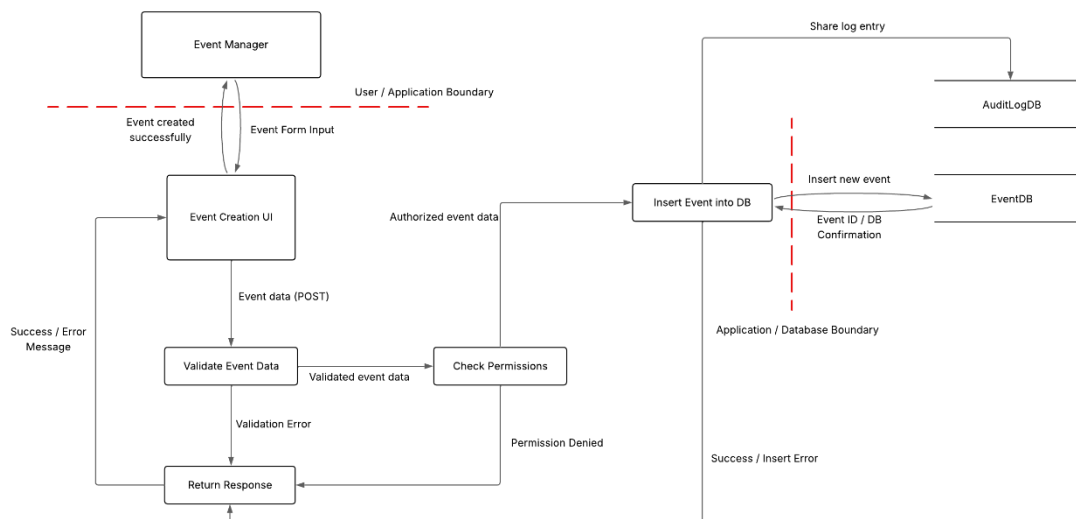 Share log entry
Event Manager
User / Application Boundary
AuditLogDB
Event created
successfully
Event Form Input
Insert new event
Event Creation UI
Authorized event data
Insert Event into DB
EventDB
Event ID / DB
Confirmation
Event data (POST)
Success / Error
Message
Application / Database Boundary
Validate Event Data
Validated event data
Check Permissions
Validation Error
Permission Denied
Success / Insert Error
Return Response